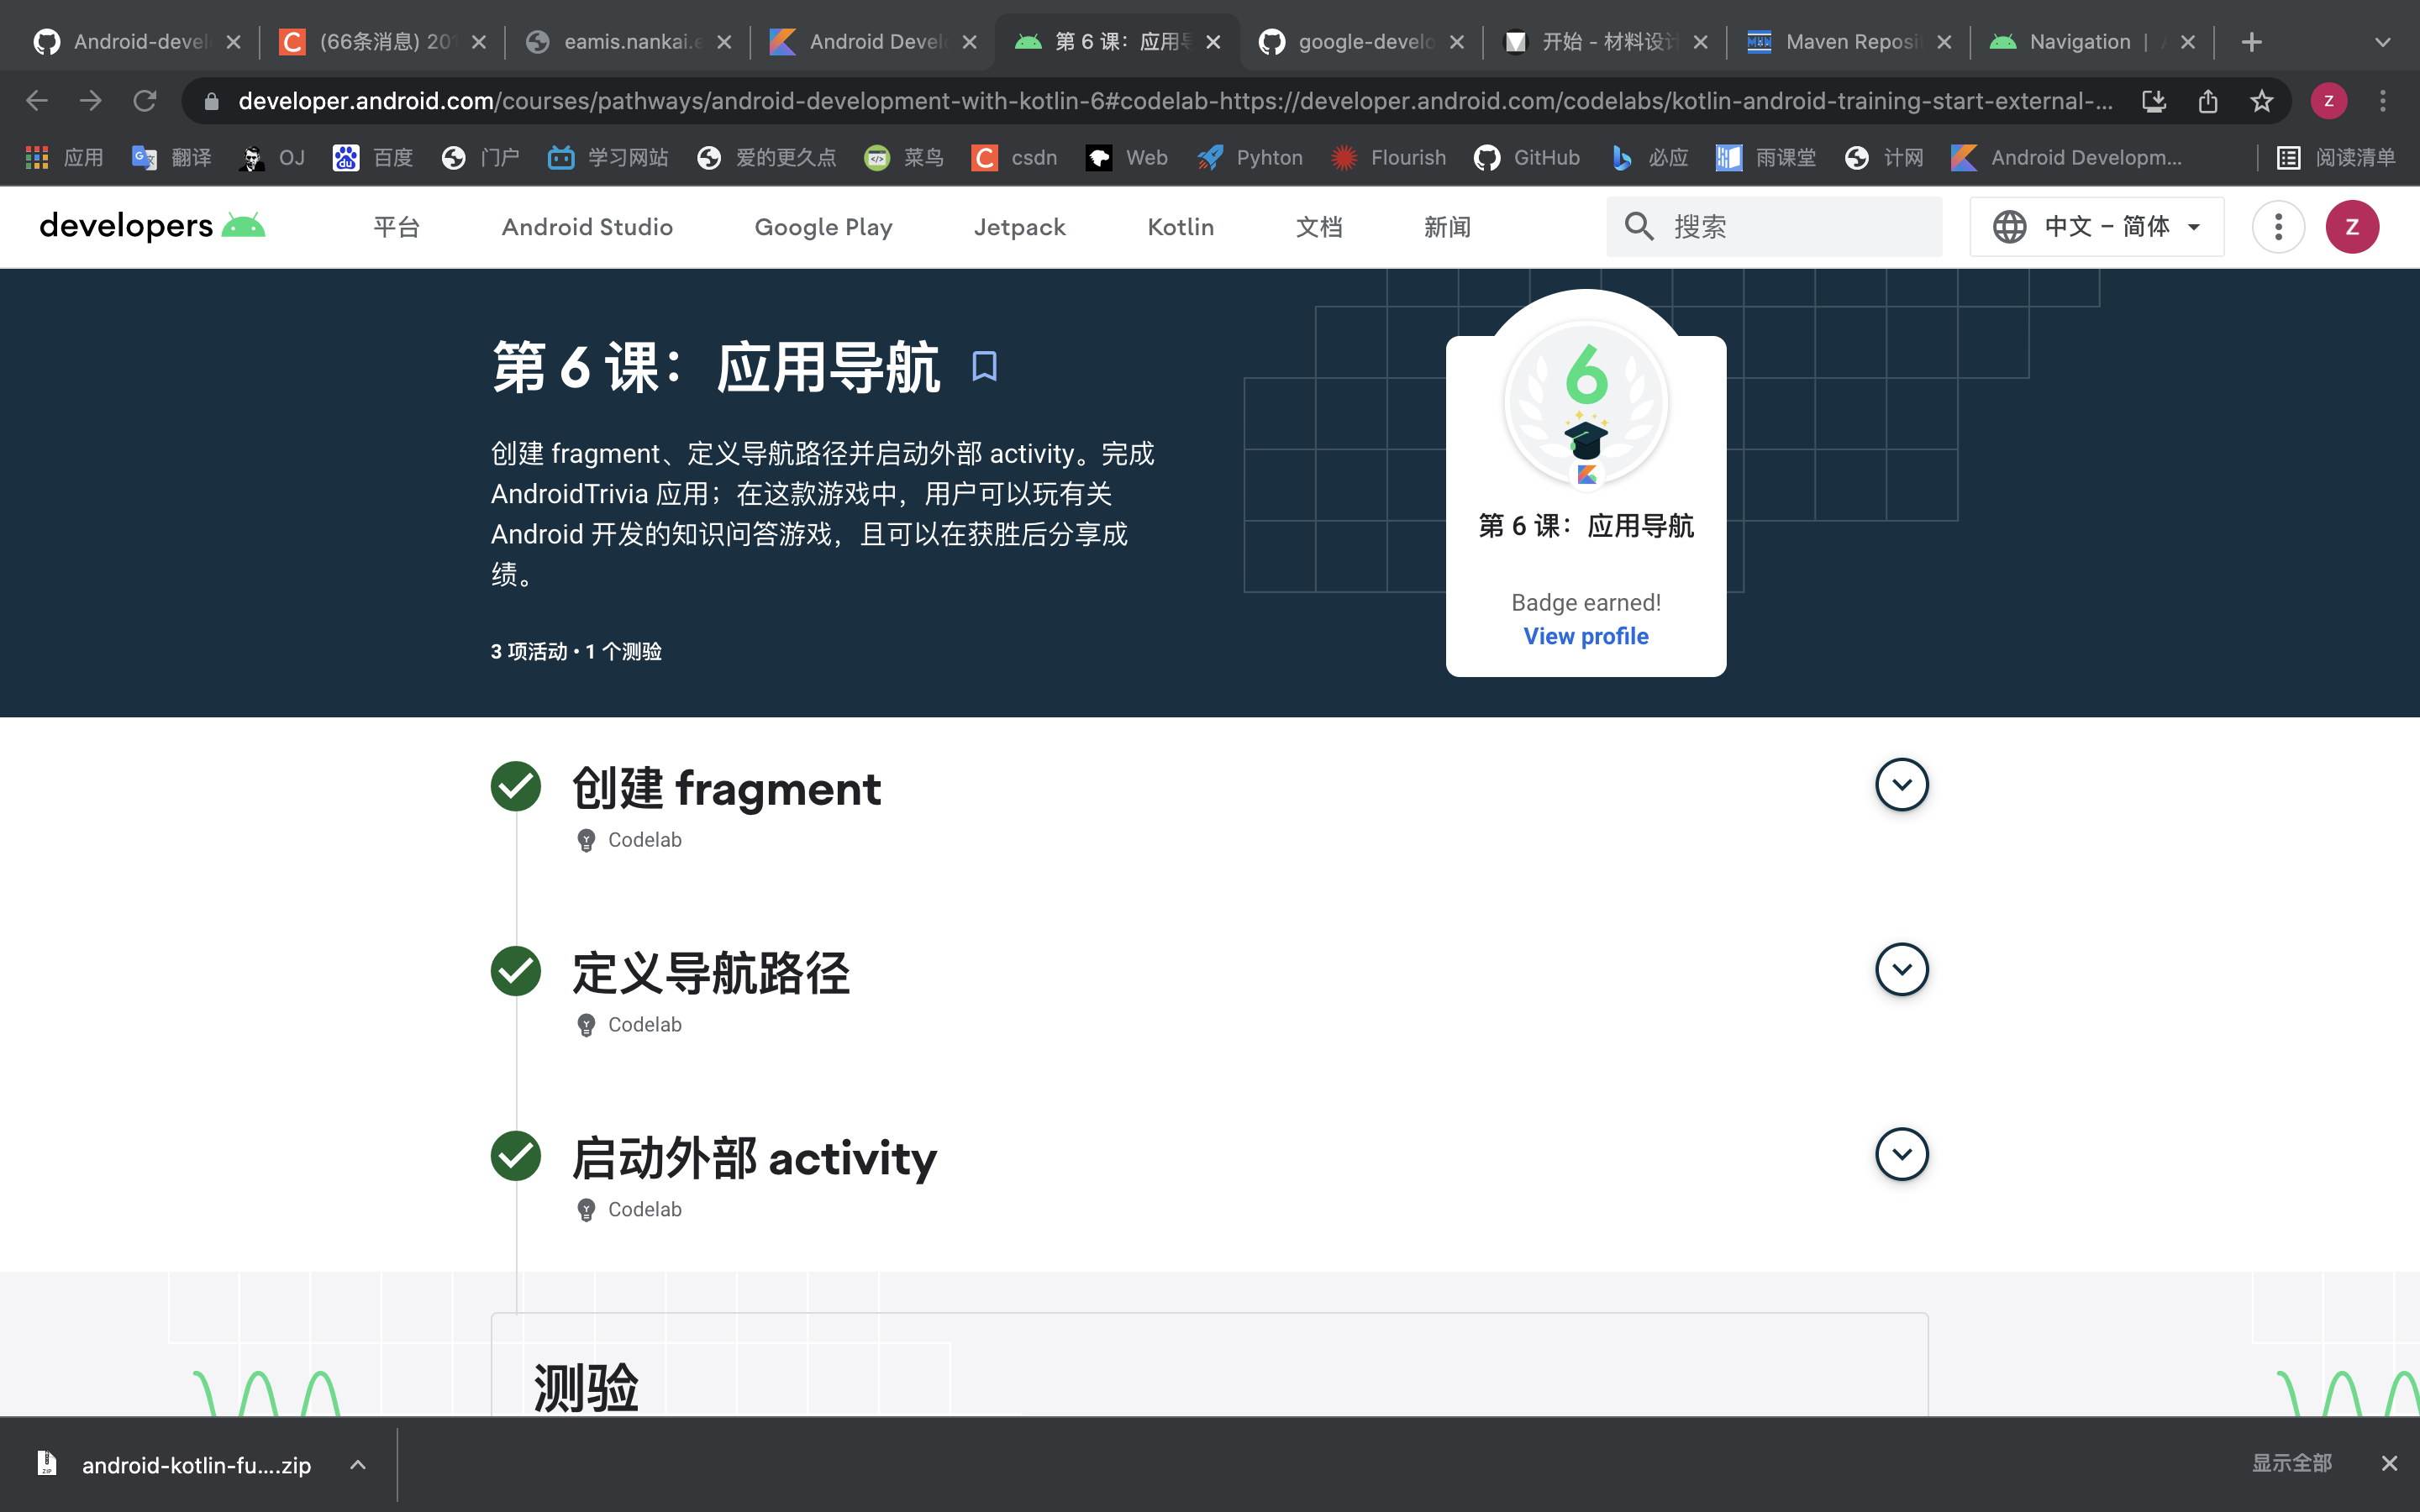 Android-devel
(66条消息) 20
eamis.nankai.e
Android Devel
第 6 课：应用导
google-develo
开始 - 材料设计
Maven Reposi
Navigation |
developer.android.com/courses/pathways/android-development-with-kotlin-6#codelab-https://developer.android.com/codelabs/kotlin-android-training-start-external-...
Z
应用
翻译
OJ
百度
门户
学习网站
爱的更久点
菜鸟
csdn
Web
Pyhton
Flourish
GitHub
必应
雨课堂
计网
Android Developm...
阅读清单
developers
平台
Android Studio
Google Play
Jetpack
Kotlin
文档
新闻
搜索
中文 – 简体
Z
第 6 课：应用导航
创建 fragment、定义导航路径并启动外部 activity。完成
AndroidTrivia 应用；在这款游戏中，用户可以玩有关
Android 开发的知识问答游戏，且可以在获胜后分享成
绩。
3 项活动 • 1 个测验
6
第 6 课：应用导航
Badge earned!
View profile
创建 fragment
Codelab
定义导航路径
Codelab
启动外部 activity
Codelab
测验
android-kotlin-fu....zip
显示全部